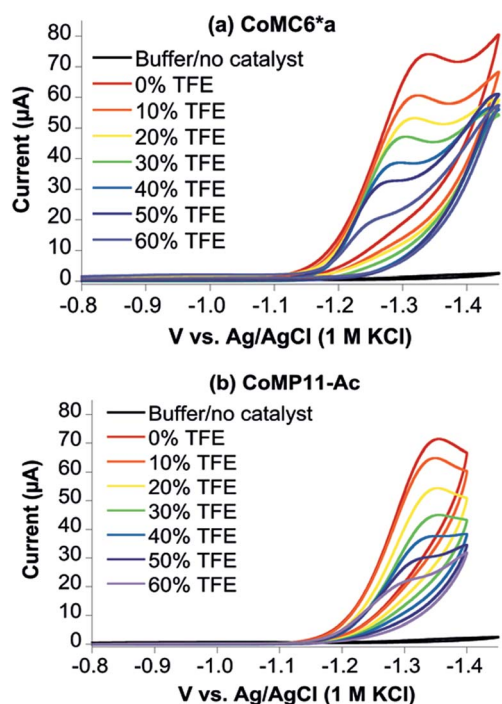 (a) CoMC6*a
80
70
60
50
40
30
20
10
0
Current (µA)
Buffer/no catalyst
0% TFE
10% TFE
20% TFE
30% TFE
40% TFE
50% TFE
60% TFE
-0.8 -0.9 -1.0 -1.1 -1.2 -1.3 -1.4
V vs. Ag/AgCl (1 M KCl)
(b) CoMP11-Ac
80
70
60
50
40
30
20
10
0
Current (µA)
Buffer/no catalyst
0% TFE
10% TFE
20% TFE
30% TFE
40% TFE
50% TFE
60% TFE
-0.8 -0.9 -1.0 -1.1 -1.2 -1.3 -1.4
V vs. Ag/AgCl (1 M KCl)